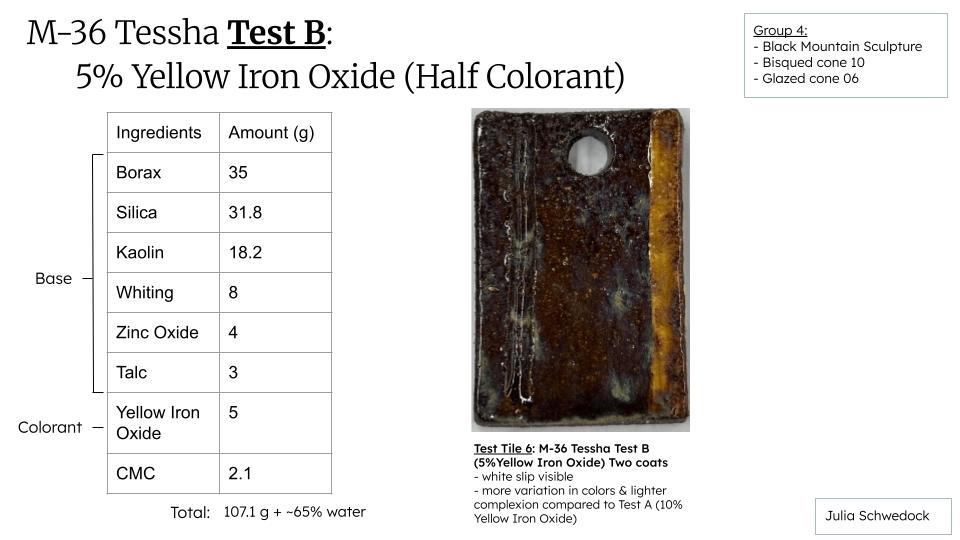 M-36 Tessha Test B:
5% Yellow Iron Oxide (Half Colorant)
Group 4:
- Black Mountain Sculpture
- Bisqued cone 10
- Glazed cone 06
Ingredients Amount (g)
Base
Borax 35
Silica 31.8
Kaolin 18.2
Whiting 8
Zinc Oxide 4
Talc 3
Colorant
Yellow Iron 5
Oxide
CMC 2.1
Total: 107.1 g + ~65% water
Test Tile 6: M-36 Tessha Test B
(5%Yellow Iron Oxide) Two coats
- white slip visible
- more variation in colors & lighter
complexion compared to Test A (10%
Yellow Iron Oxide)
Julia Schwedock